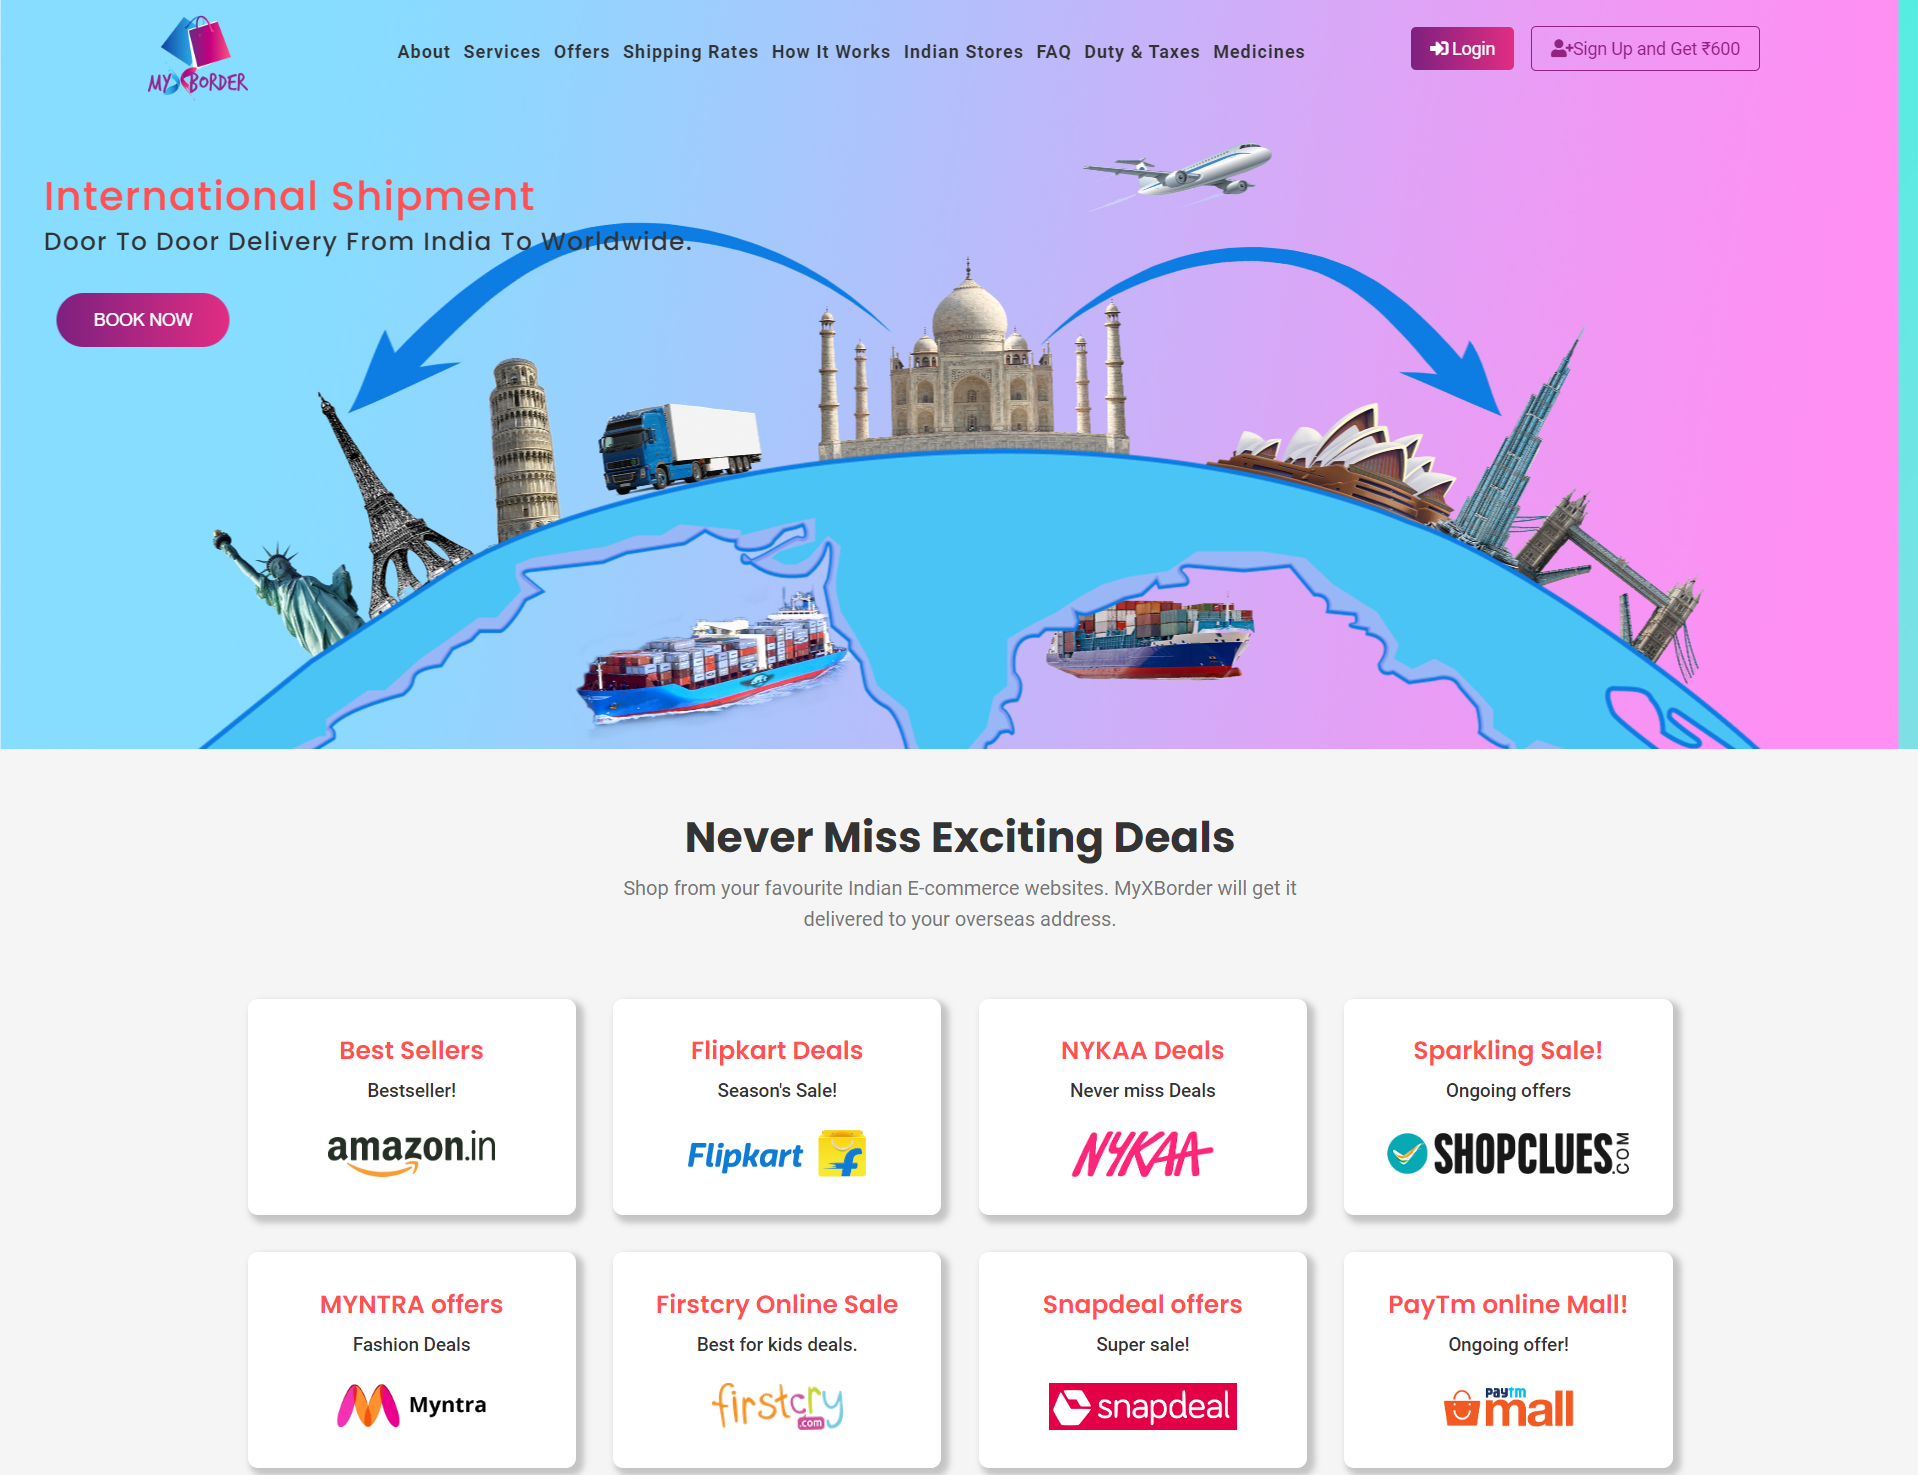 MYXBORDER
About Services Offers Shipping Rates How It Works Indian Stores FAQ Duty & Taxes Medicines
Login
Sign Up and Get ₹600
International Shipment
Door To Door Delivery From India To Worldwide.
BOOK NOW
Never Miss Exciting Deals
Shop from your favourite Indian E-commerce websites. MyXBorder will get it
delivered to your overseas address.
Best Sellers
Bestseller!
amazon.in
Flipkart Deals
Season's Sale!
Flipkart
NYKAA Deals
Never miss Deals
NYKAA
Sparkling Sale!
Ongoing offers
SHOPCLUES.COM
MYNTRA offers
Fashion Deals
Myntra
Firstcry Online Sale
Best for kids deals.
firstcry
.com
Snapdeal offers
Super sale!
snapdeal
PayTm online Mall!
Ongoing offer!
paytm
mall